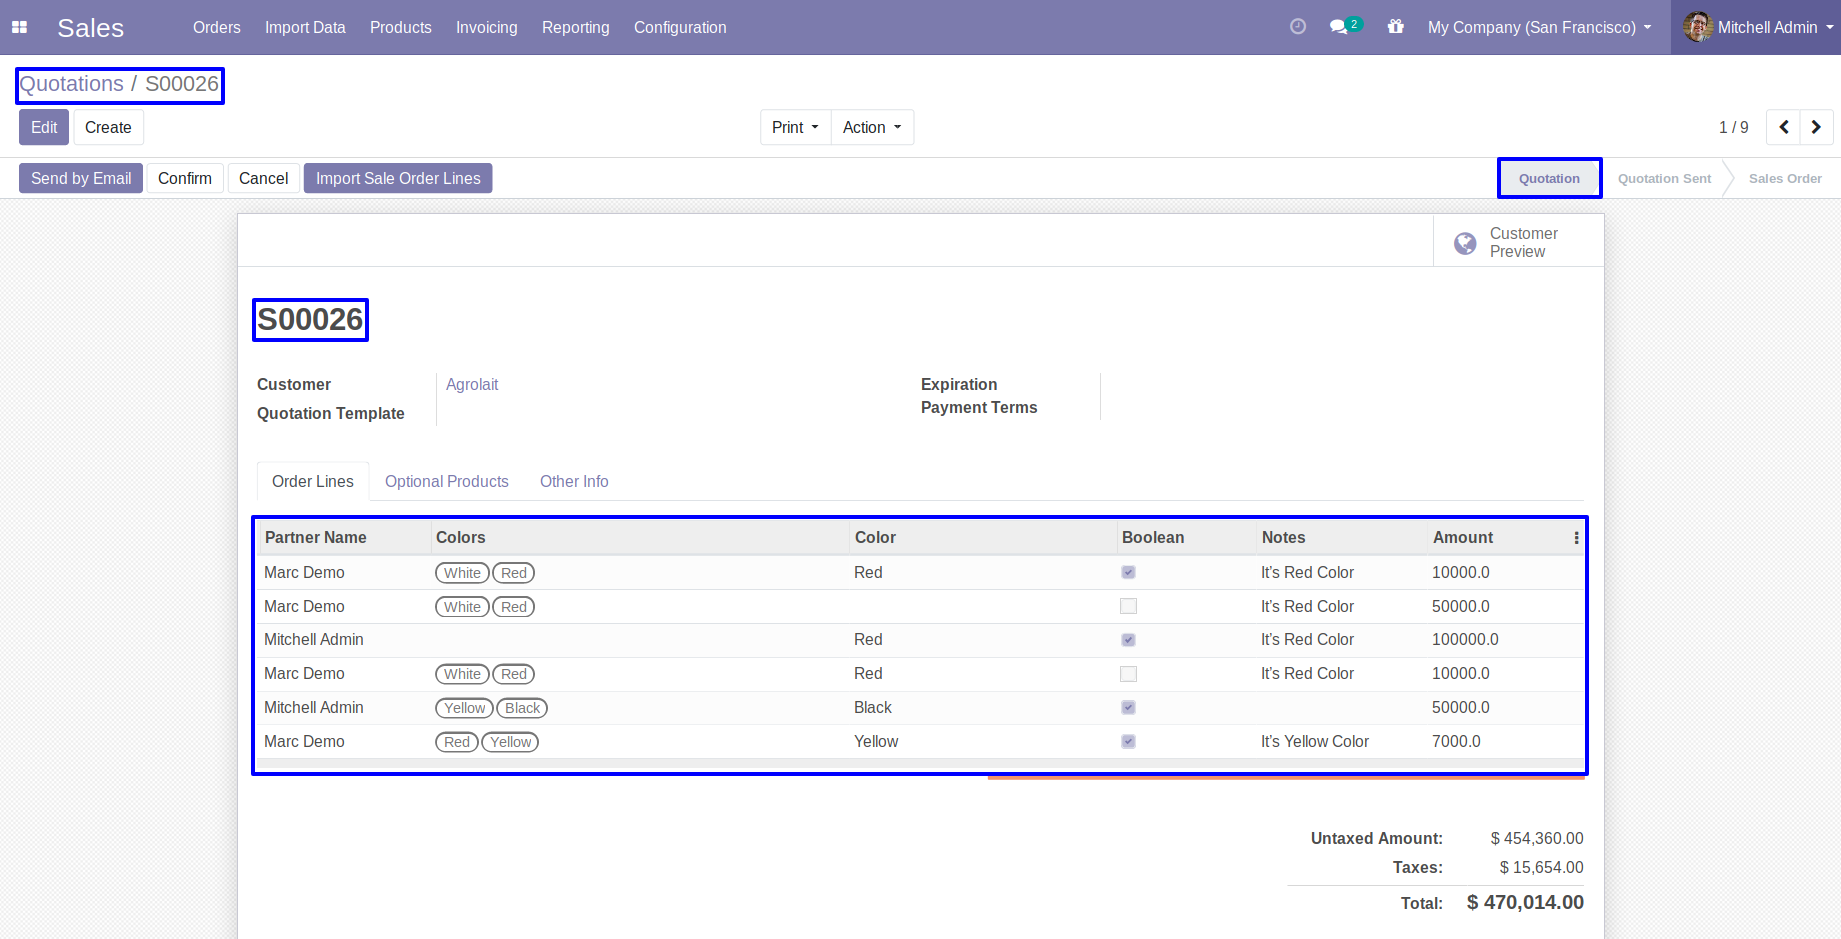 Sales Orders Import Data Products Invoicing Reporting Configuration 2 My Company (San Francisco) Mitchell Admin
Quotations / S00026
Edit Create Print Action 1 / 9
Send by Email Confirm Cancel Import Sale Order Lines Quotation Quotation Sent Sales Order
Customer
Preview
S00026
Customer Agrolait Expiration
Quotation Template Payment Terms
Order Lines Optional Products Other Info
Partner Name Colors Color Boolean Notes Amount
Marc Demo White Red Red It's Red Color 10000.0
Marc Demo White Red It's Red Color 50000.0
Mitchell Admin Red It's Red Color 100000.0
Marc Demo White Red Red It's Red Color 10000.0
Mitchell Admin Yellow Black Black 50000.0
Marc Demo Red Yellow Yellow It's Yellow Color 7000.0
Untaxed Amount: $ 454,360.00
Taxes: $ 15,654.00
Total: $ 470,014.00